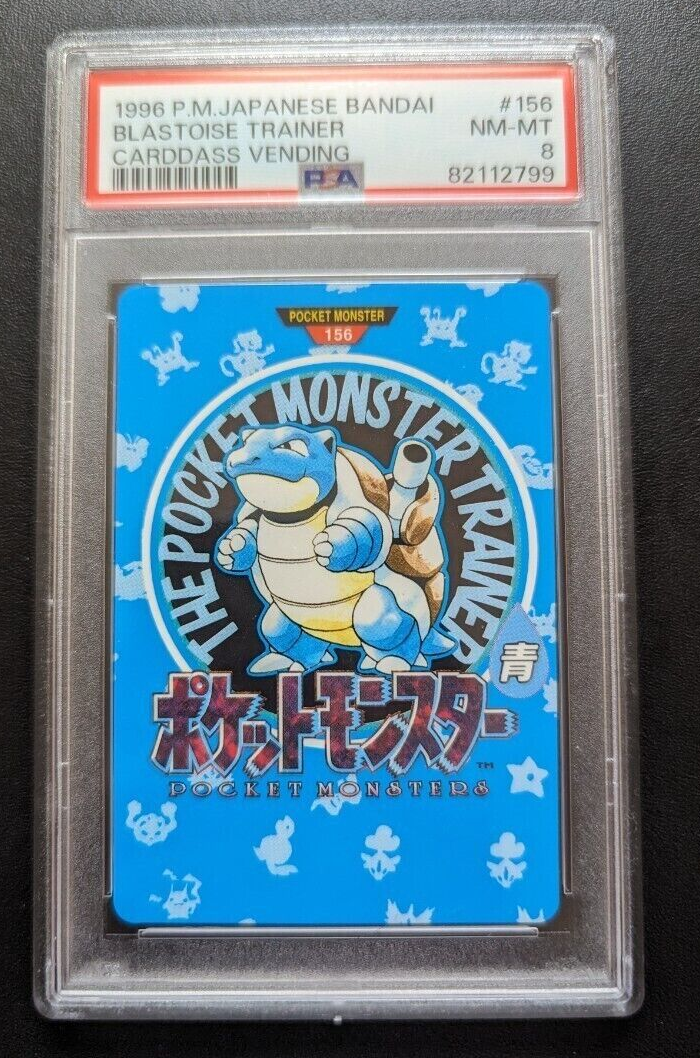 1996 P.M.JAPANESE BANDAI #156
BLASTOISE TRAINER NM-MT
CARDDASS VENDING 8
PSA 82112799
POCKET MONSTER
156
THE POCKET MONSTER TRAINER
青
ポケットモンスター
TM
POCKET MONSTERS